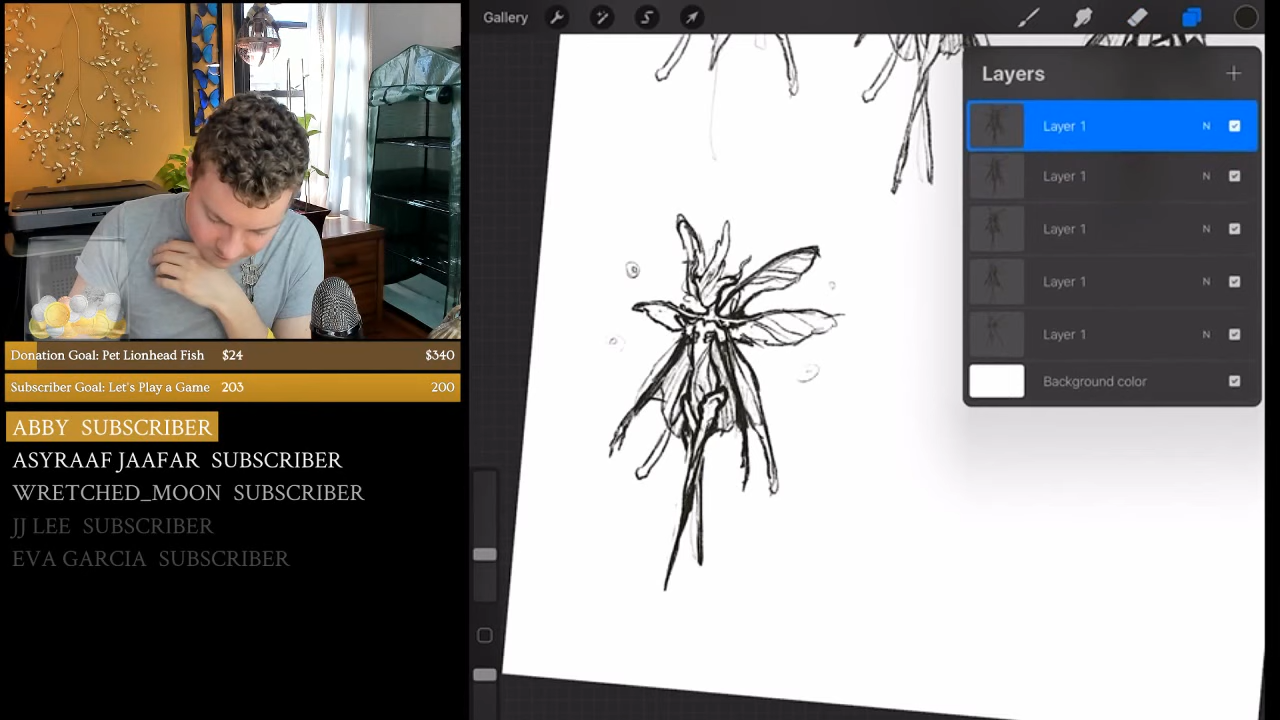 Gallery
Layers
Layer 1 N
Layer 1 N
Layer 1 N
Layer 1 N
Layer 1 N
Background color
Donation Goal: Pet Lionhead Fish $24 $340
Subscriber Goal: Let's Play a Game 203 200
ABBY SUBSCRIBER
ASYRAAF JAAFAR SUBSCRIBER
WRETCHED_MOON SUBSCRIBER
JJ LEE SUBSCRIBER
EVA GARCIA SUBSCRIBER